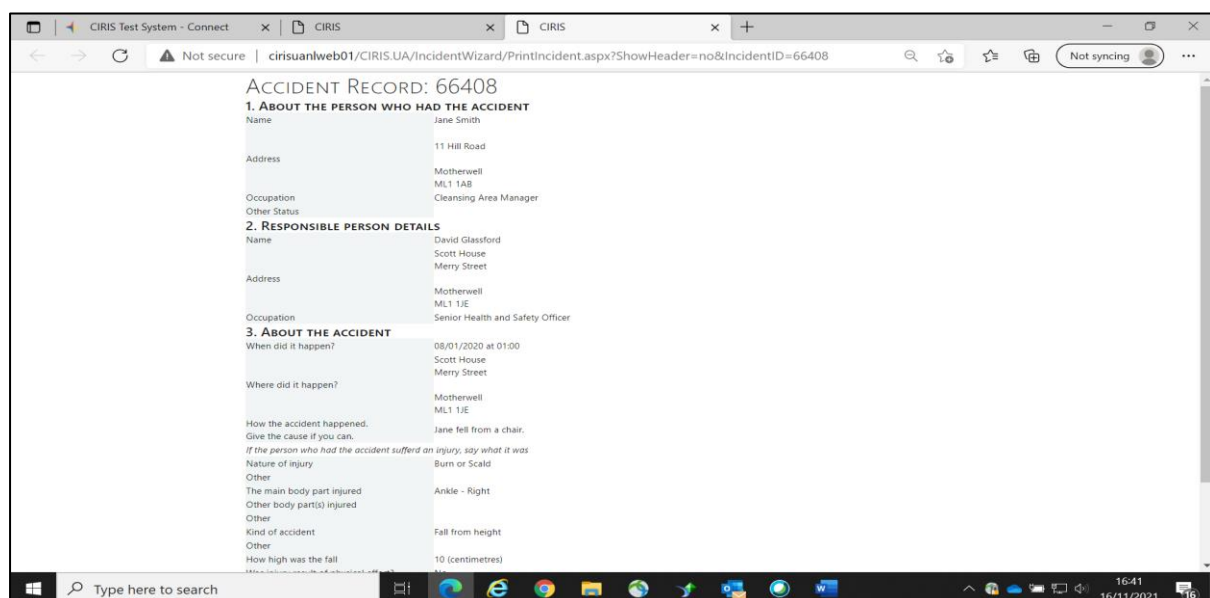 CIRIS Test System - Connect
CIRIS
CIRIS
Not secure | cirisuanlweb01/CIRIS.UA/IncidentWizard/PrintIncident.aspx?ShowHeader=no&IncidentID=66408
Not syncing
ACCIDENT RECORD: 66408
1. ABOUT THE PERSON WHO HAD THE ACCIDENT
Name Jane Smith
11 Hill Road
Address
Motherwell
ML1 1AB
Occupation Cleansing Area Manager
Other Status
2. RESPONSIBLE PERSON DETAILS
Name David Glassford
Scott House
Merry Street
Address
Motherwell
ML1 1JE
Occupation Senior Health and Safety Officer
3. ABOUT THE ACCIDENT
When did it happen? 08/01/2020 at 01:00
Scott House
Merry Street
Where did it happen?
Motherwell
ML1 1JE
How the accident happened.
Give the cause if you can. Jane fell from a chair.
If the person who had the accident sufferd an injury, say what it was
Nature of injury Burn or Scald
Other
The main body part injured Ankle - Right
Other body part(s) injured
Other
Kind of accident Fall from height
Other
How high was the fall 10 (centimetres)
Type here to search
16:41
16/11/2021
16